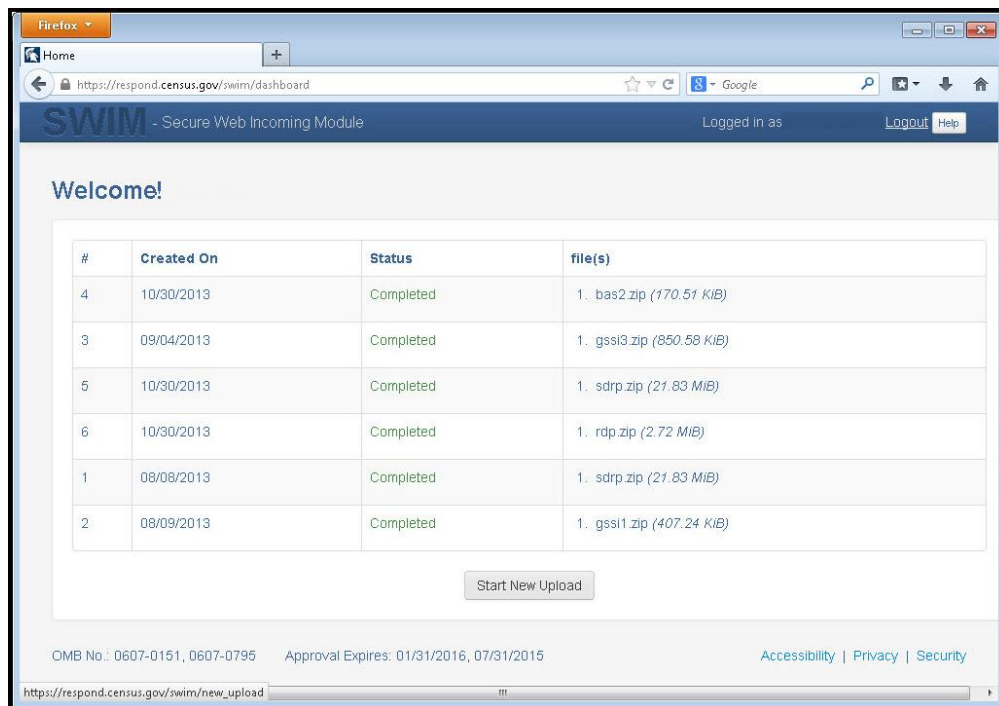 Firefox
Home
https://respond.census.gov/swim/dashboard
Google
SWIM - Secure Web Incoming Module
Logged in as
Logout
Help
Welcome!
# Created On Status file(s)
4 10/30/2013 Completed 1. bas2.zip (170.51 KiB)
3 09/04/2013 Completed 1. gssi3.zip (850.58 KiB)
5 10/30/2013 Completed 1. sdrp.zip (21.83 MiB)
6 10/30/2013 Completed 1. rdp.zip (2.72 MiB)
1 08/08/2013 Completed 1. sdrp.zip (21.83 MiB)
2 08/09/2013 Completed 1. gssi1.zip (407.24 KiB)
Start New Upload
OMB No.: 0607-0151, 0607-0795 Approval Expires: 01/31/2016, 07/31/2015 Accessibility | Privacy | Security
https://respond.census.gov/swim/new_upload